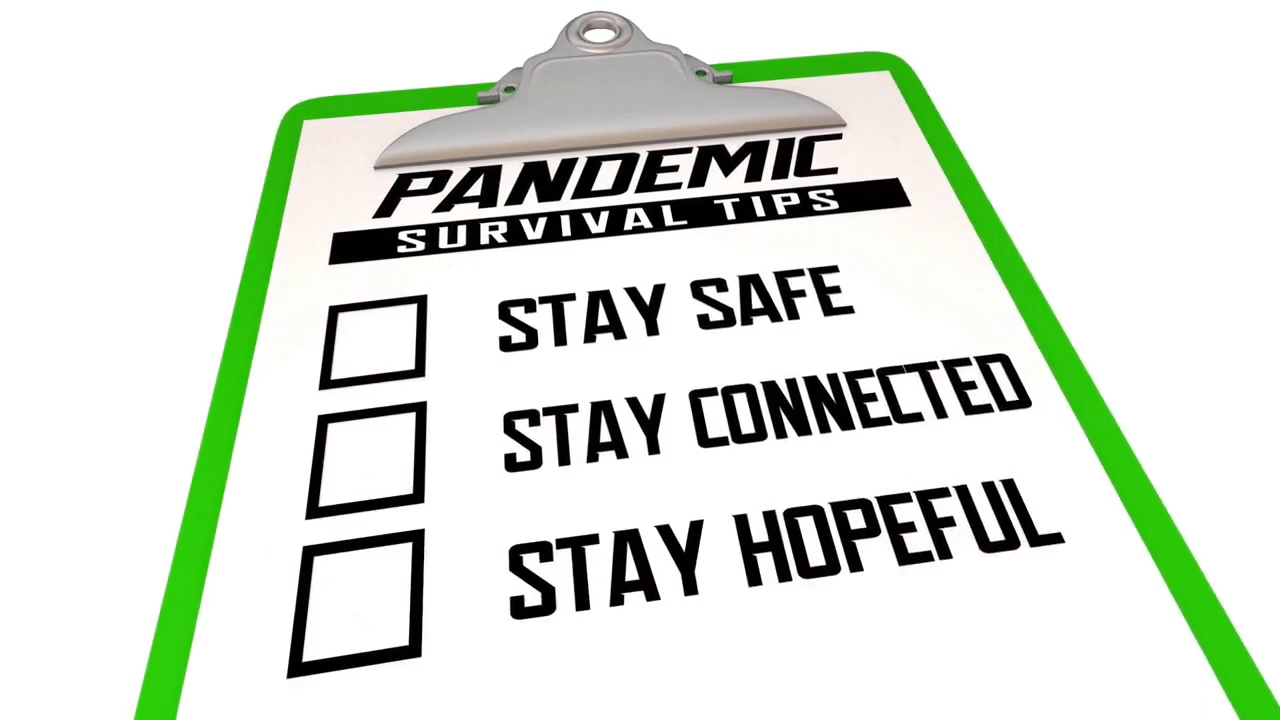 PANDEMIC
SURVIVAL TIPS
STAY SAFE
STAY CONNECTED
STAY HOPEFUL